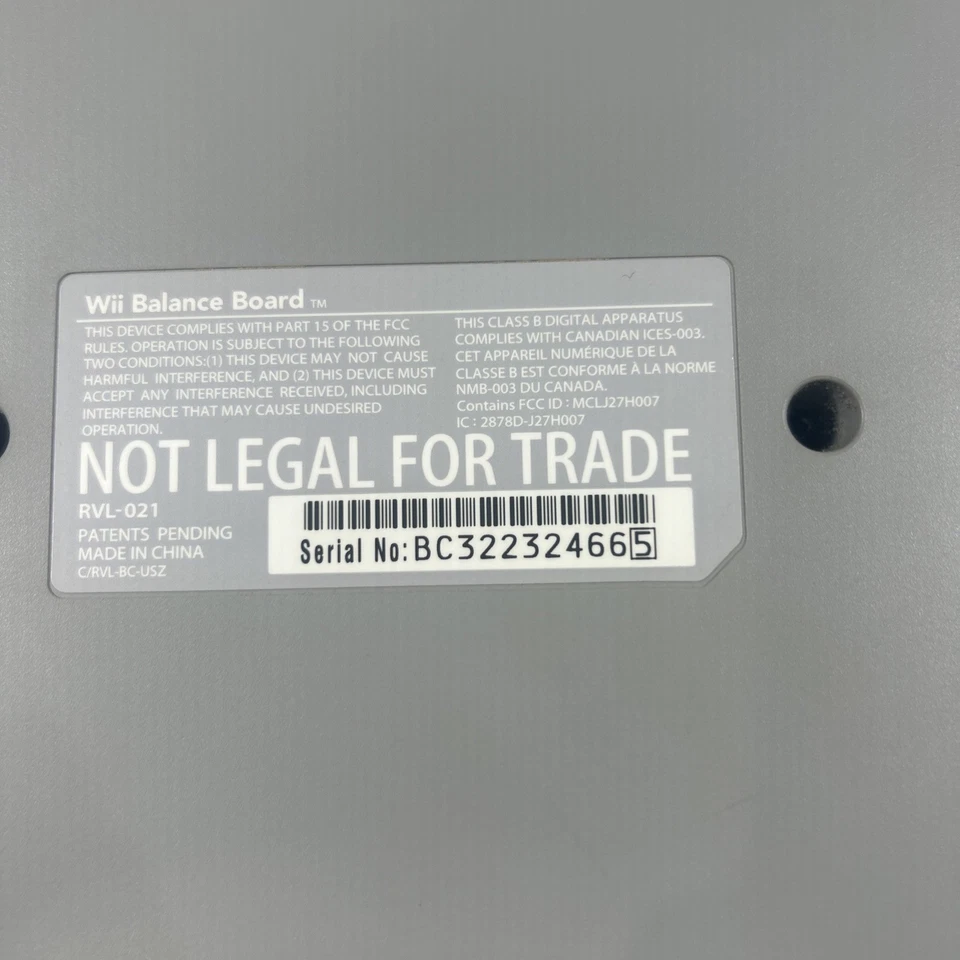 Wii Balance Board ™
THIS DEVICE COMPLIES WITH PART 15 OF THE FCC
RULES. OPERATION IS SUBJECT TO THE FOLLOWING
TWO CONDITIONS:(1) THIS DEVICE MAY NOT CAUSE
HARMFUL INTERFERENCE, AND (2) THIS DEVICE MUST
ACCEPT ANY INTERFERENCE RECEIVED, INCLUDING
INTERFERENCE THAT MAY CAUSE UNDESIRED
OPERATION.
THIS CLASS B DIGITAL APPARATUS
COMPLIES WITH CANADIAN ICES-003.
CET APPAREIL NUMÉRIQUE DE LA
CLASSE B EST CONFORME À LA NORME
NMB-003 DU CANADA.
Contains FCC ID : MCLJ27H007
IC : 2878D-J27H007
NOT LEGAL FOR TRADE
RVL-021
PATENTS PENDING
MADE IN CHINA
C/RVL-BC-USZ
Serial No:BC322324665